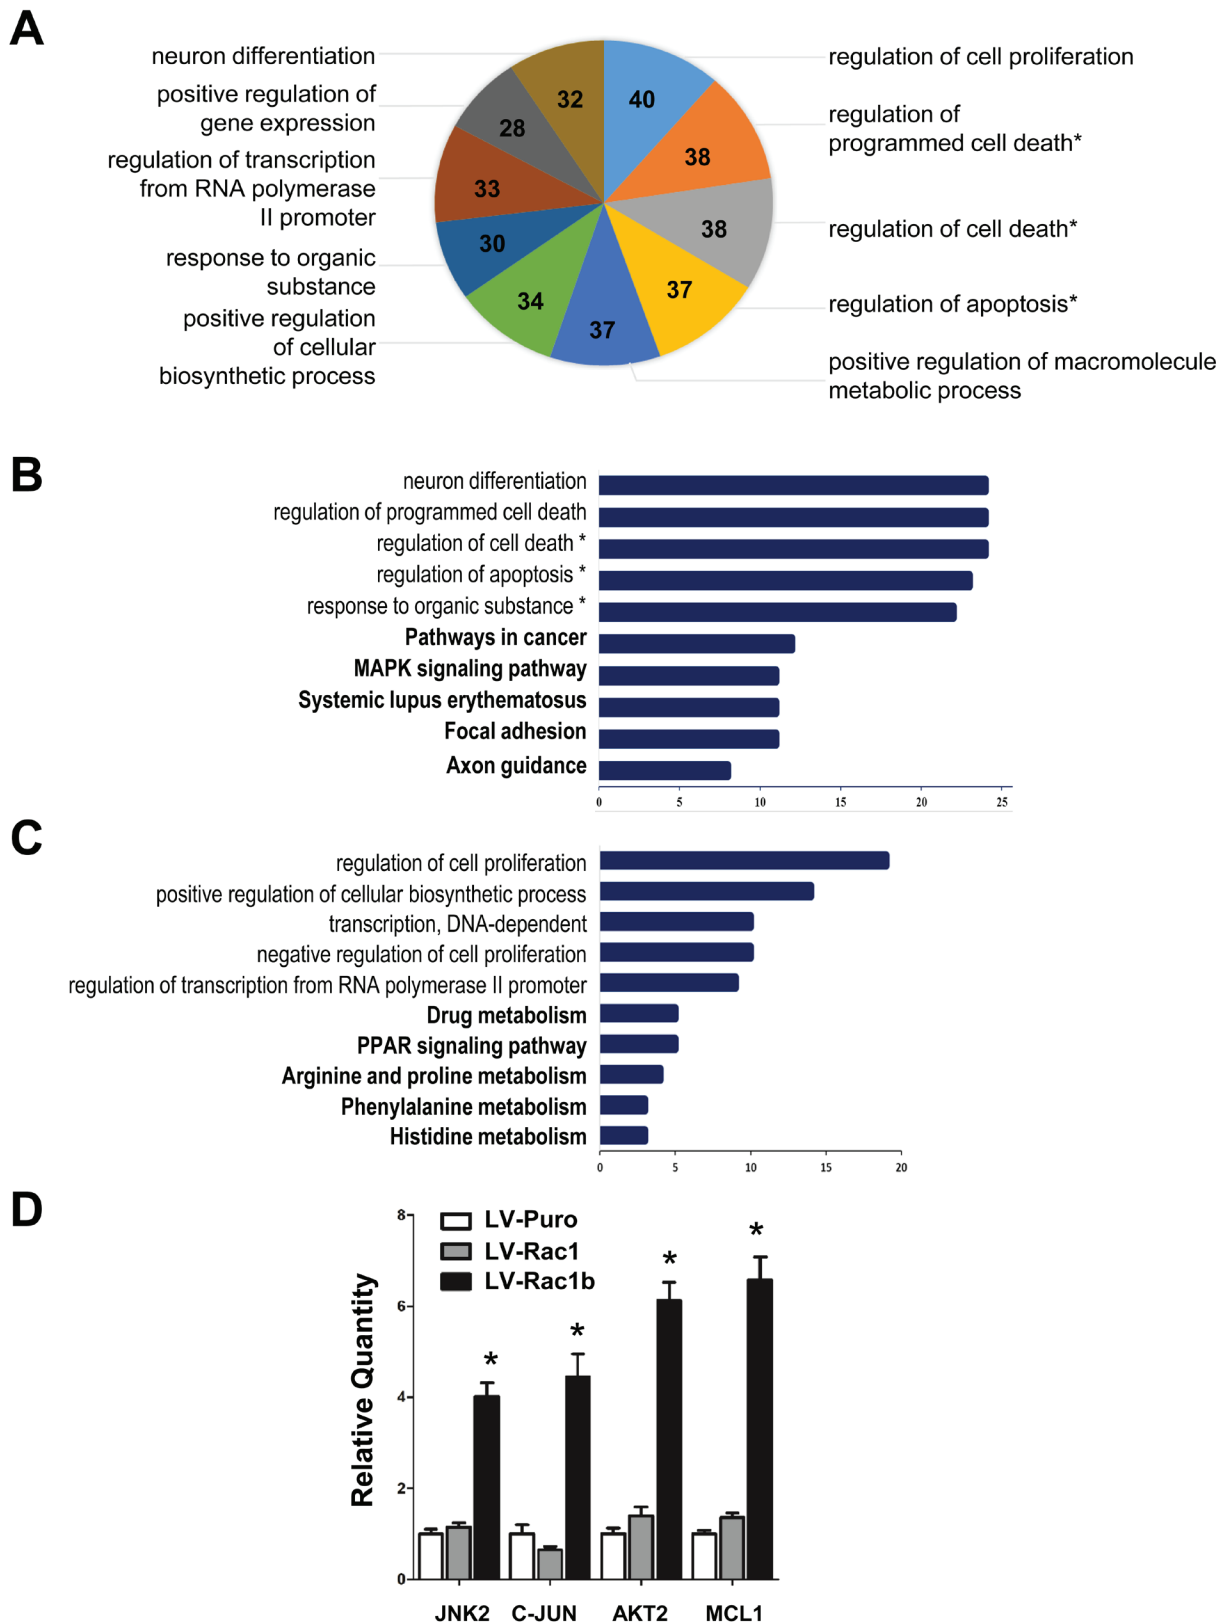 A
neuron differentiation
positive regulation of
gene expression
regulation of transcription
from RNA polymerase
II promoter
response to organic
substance
positive regulation
of cellular
biosynthetic process
32
40
28
38
33
38
30
37
34
37
regulation of cell proliferation
regulation of
programmed cell death*
regulation of cell death*
regulation of apoptosis*
positive regulation of macromolecule
metabolic process
B
neuron differentiation
regulation of programmed cell death
regulation of cell death *
regulation of apoptosis *
response to organic substance *
Pathways in cancer
MAPK signaling pathway
Systemic lupus erythematosus
Focal adhesion
Axon guidance
0 5 10 15 20 25
C
regulation of cell proliferation
positive regulation of cellular biosynthetic process
transcription, DNA-dependent
negative regulation of cell proliferation
regulation of transcription from RNA polymerase II promoter
Drug metabolism
PPAR signaling pathway
Arginine and proline metabolism
Phenylalanine metabolism
Histidine metabolism
0 5 10 15 20
D
Relative Quantity
8
6
4
2
0
LV-Puro
LV-Rac1
LV-Rac1b
* * * *
JNK2 C-JUN AKT2 MCL1